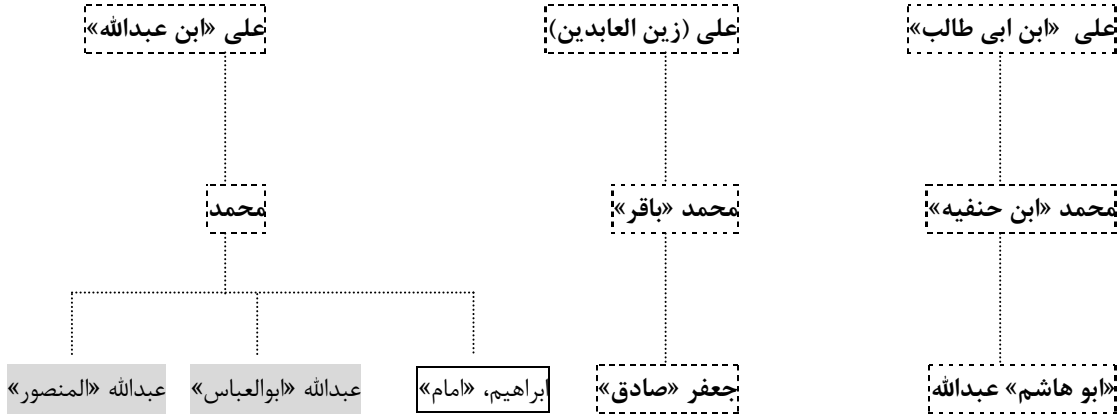 علی «ابن ابی طالب»
علی (زین العابدین)
علی «ابن عبدالله»
محمد «ابن حنفیه»
محمد «باقر»
محمد
«ابو هاشم» عبدالله
جعفر «صادق»
ابراهیم، «امام»
عبدالله «ابوالعباس»
عبدالله «المنصور»